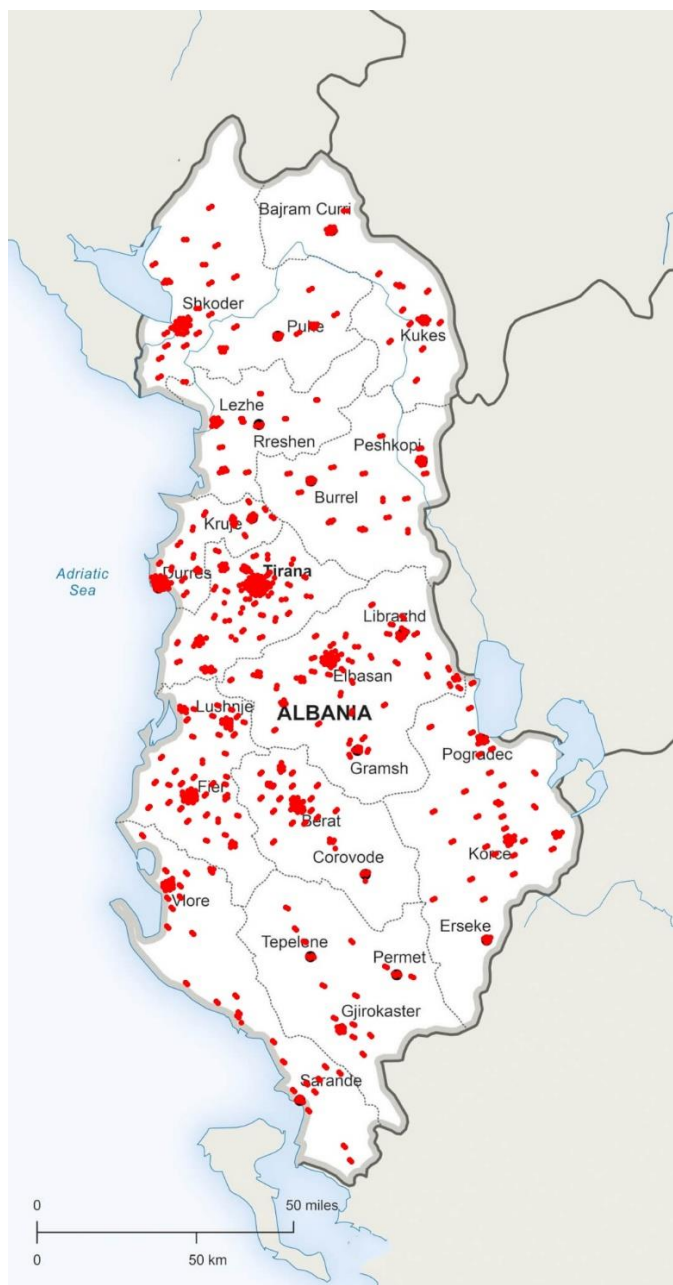 Bajram Curri
Shkoder
Puke
Kukes
Lezhe
Rreshen
Peshkopi
Burrel
Kruje
Adriatic
Sea
Durres
Tirana
Librazhd
Elbasan
Lushnje
ALBANIA
Gramsh
Pogradec
Fier
Berat
Corovode
Korce
Vlore
Erseke
Tepelene
Permet
Gjirokaster
Sarande
0
50 miles
0
50 km